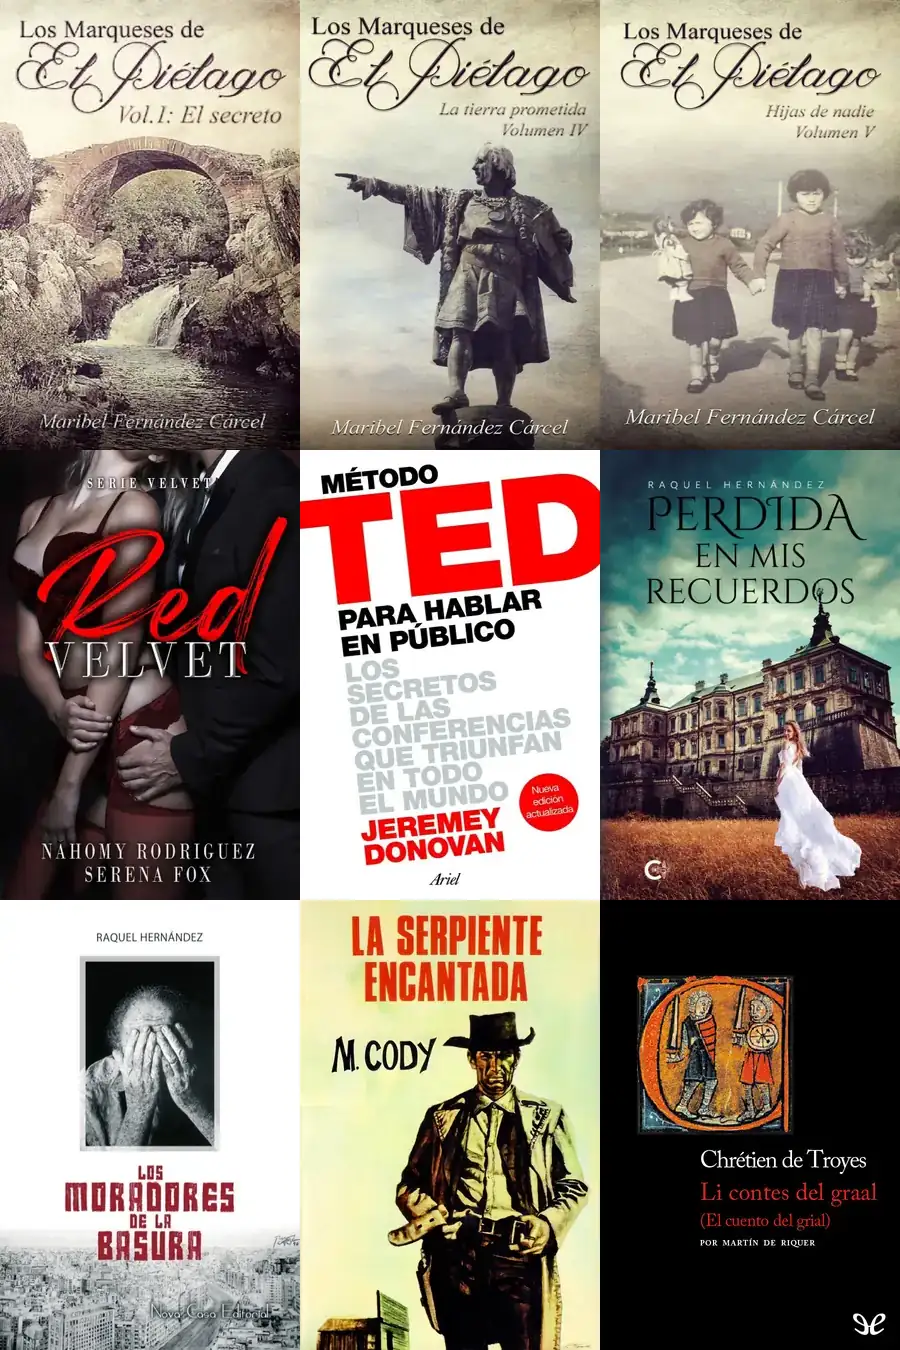 Los Marqueses de
El Piélago
Vol.I: El secreto
Maribel Fernández Cárcel
Los Marqueses de
El Piélago
La tierra prometida
Volumen IV
Maribel Fernández Cárcel
Los Marqueses de
El Piélago
Hijas de nadie
Volumen V
Maribel Fernández Cárcel
SERIE VELVET
Red
VELVET
NAHOMY RODRIGUEZ
SERENA FOX
MÉTODO
TED
PARA HABLAR
EN PÚBLICO
LOS
SECRETOS
DE LAS
CONFERENCIAS
QUE TRIUNFAN
EN TODO
EL MUNDO
Nueva
edición
actualizada
JEREMEY
DONOVAN
Ariel
RAQUEL HERNÁNDEZ
PERDIDA
EN MIS
RECUERDOS
RAQUEL HERNÁNDEZ
LOS
MORADORES
DE LA
BASURA
Nova Casa Editorial
LA SERPIENTE
ENCANTADA
M. CODY
Chrétien de Troyes
Li contes del graal
(El cuento del grial)
POR MARTÍN DE RIQUER